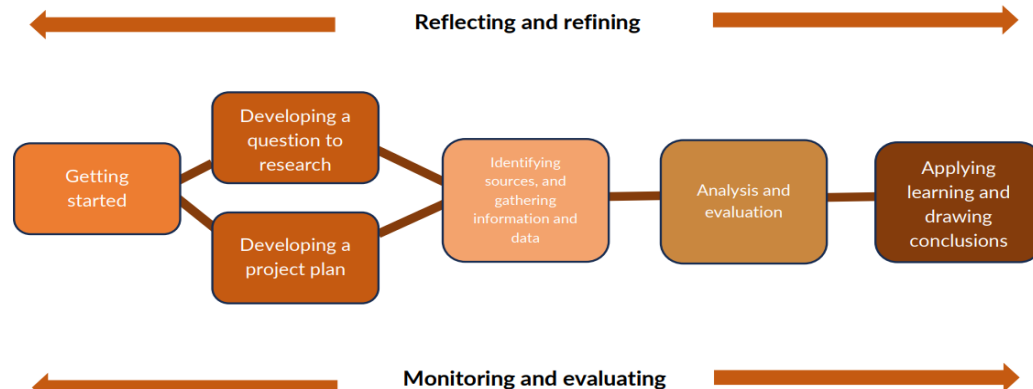 Reflecting and refining
Getting
started
Developing a
question to
research
Developing a
project plan
Identifying
sources, and
gathering
information and
data
Analysis and
evaluation
Applying
learning and
drawing
conclusions
Monitoring and evaluating